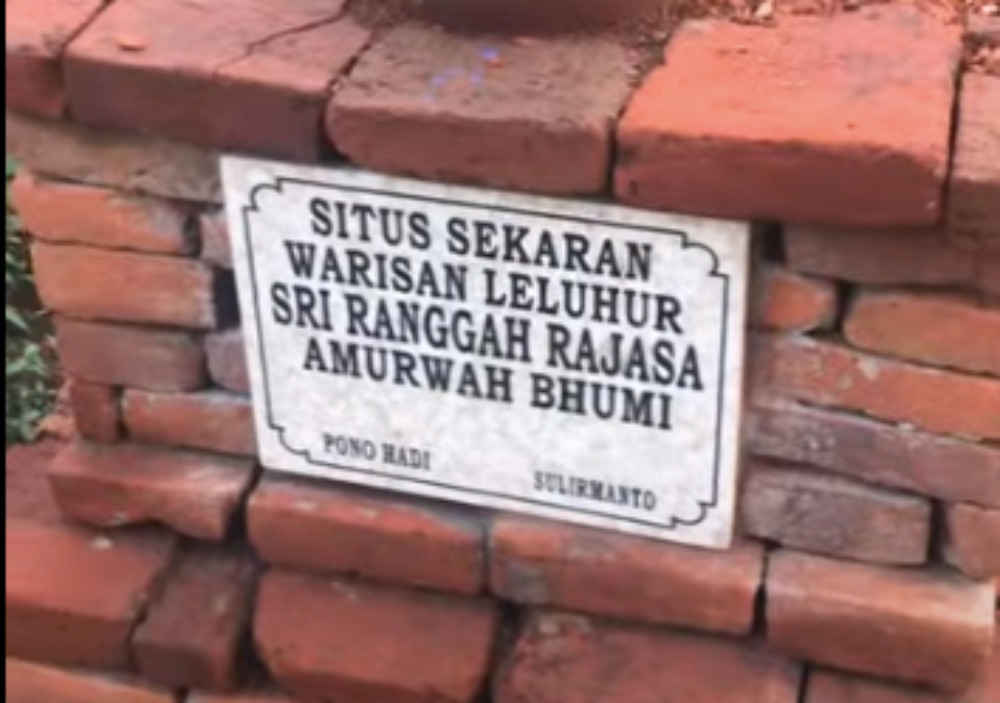 SITUS SEKARAN
WARISAN LELUHUR
SRI RANGGAH RAJASA
AMURWAH BHUMI
PONO HADI
SULIRMANTO